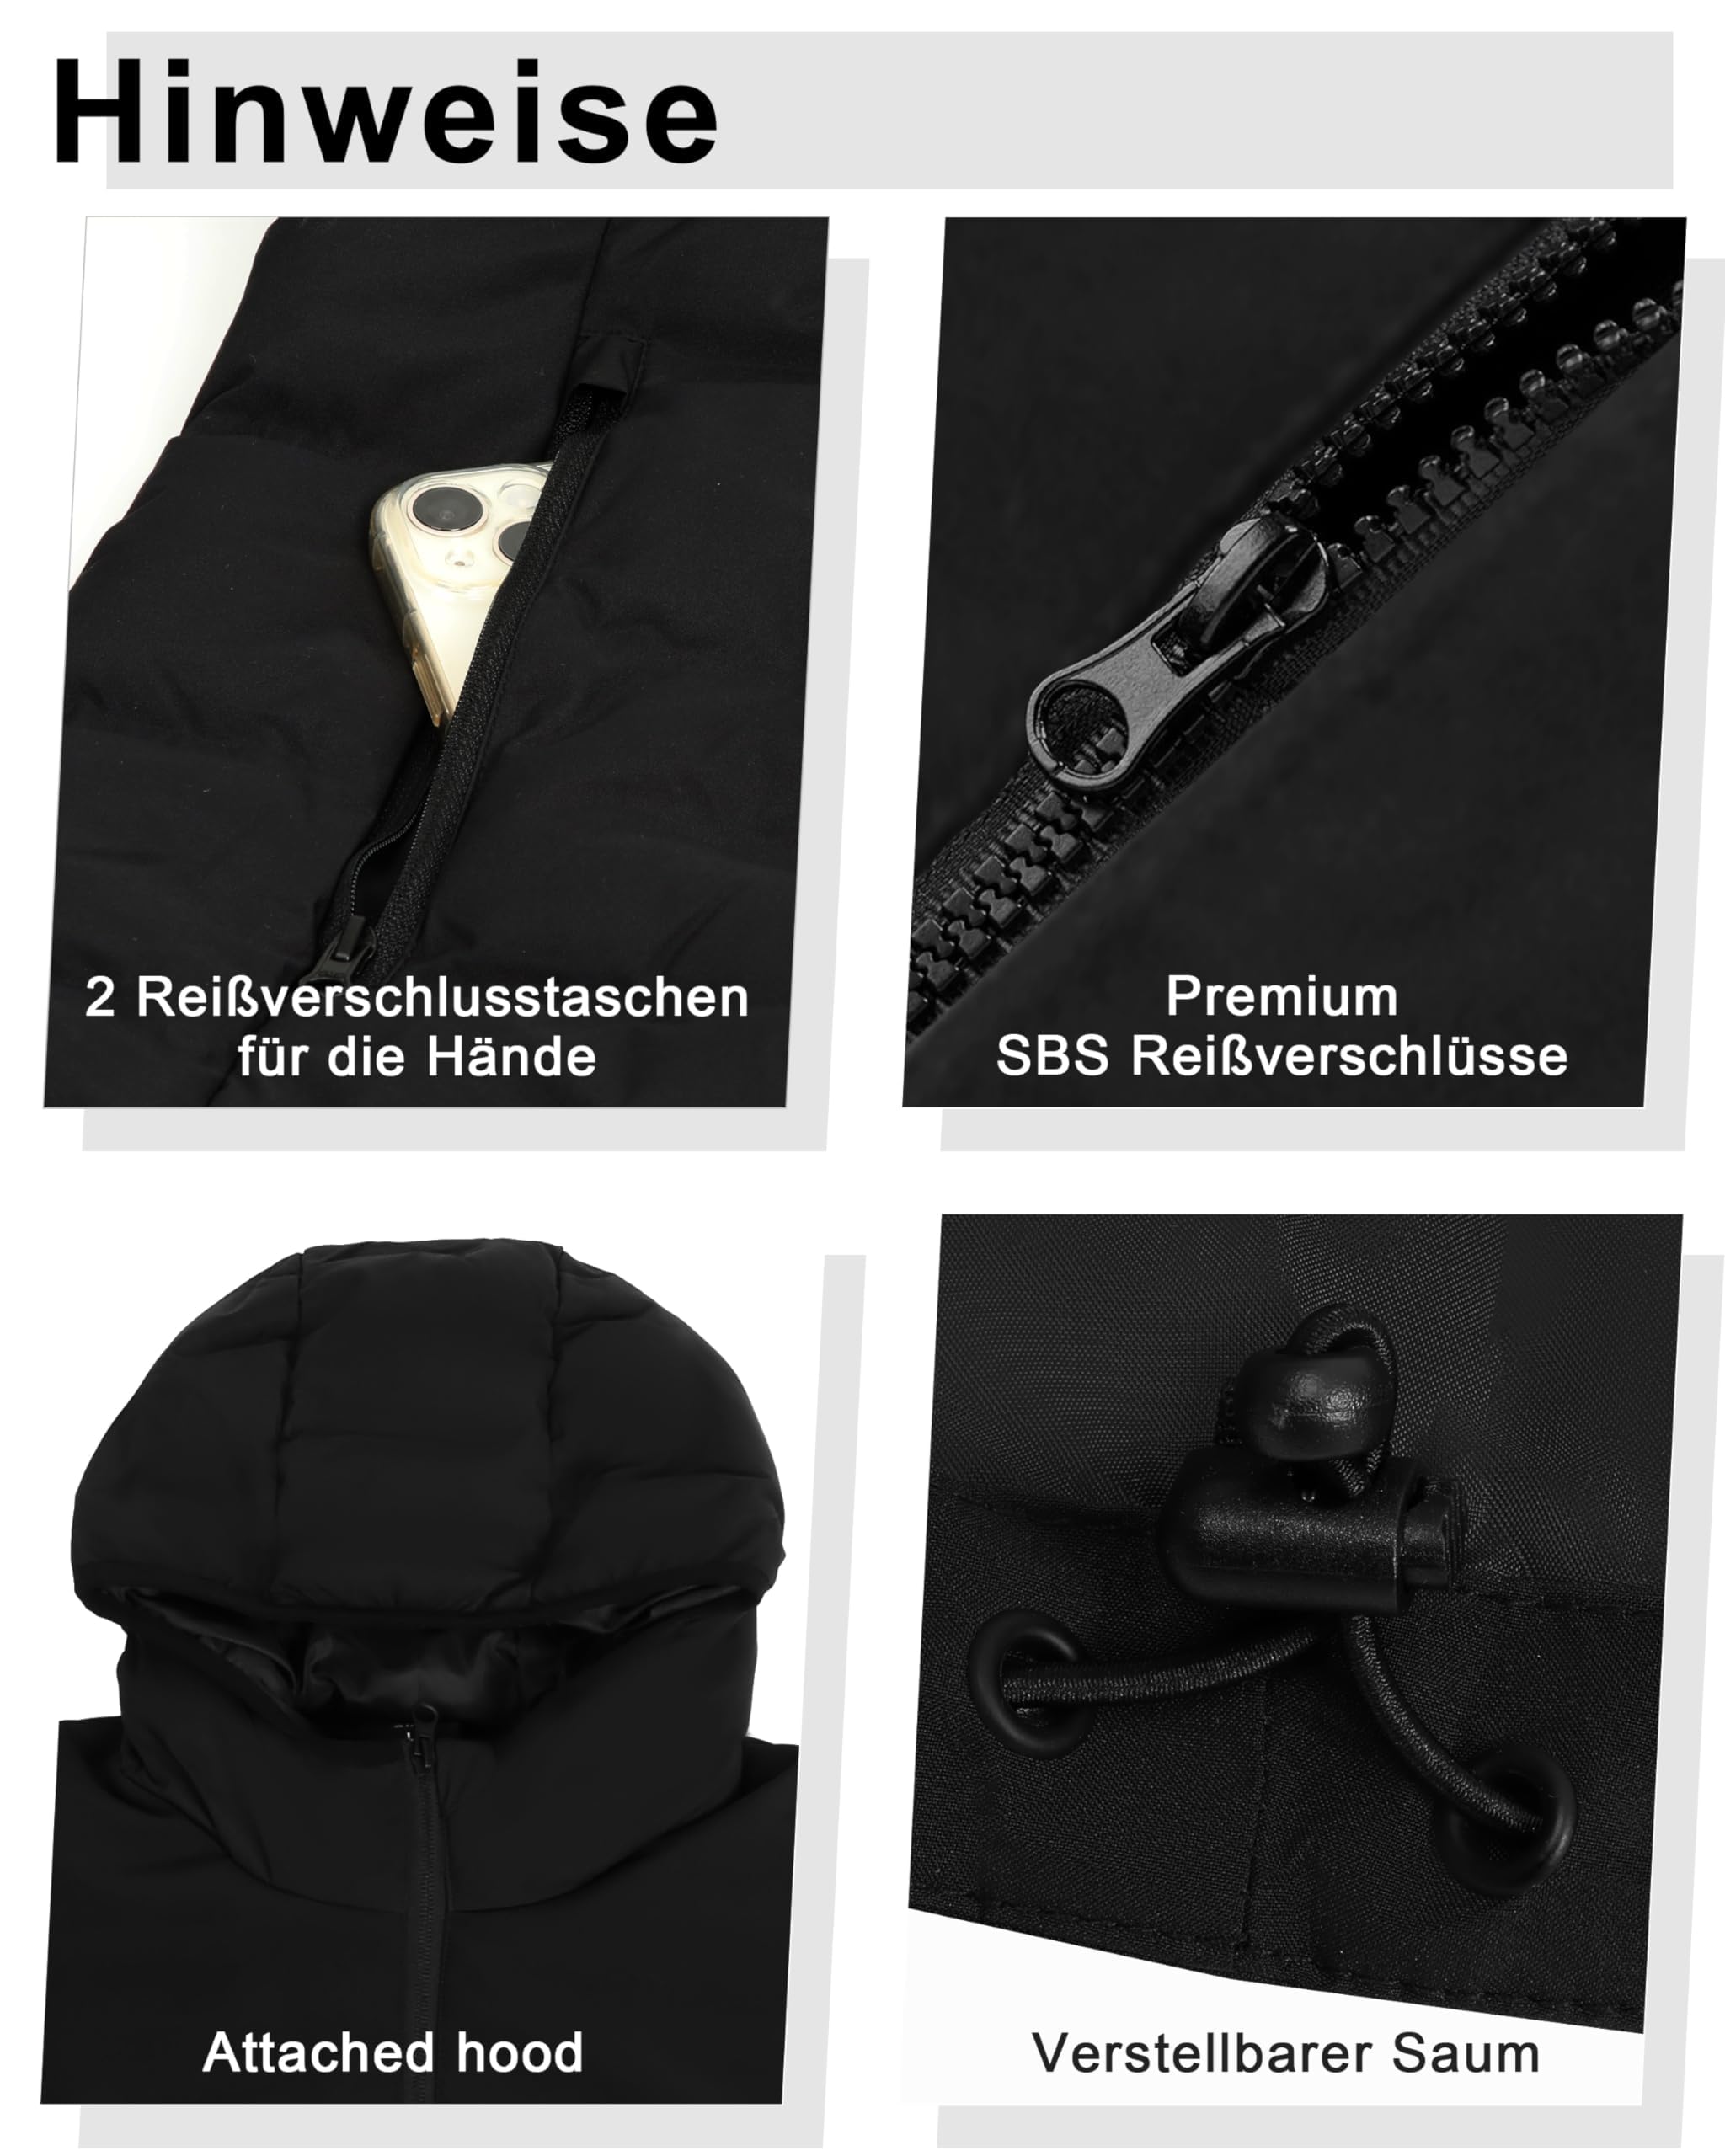 Hinweise
2 Reißverschlusstaschen
für die Hände
Premium
SBS Reißverschlüsse
Attached hood
Verstellbarer Saum